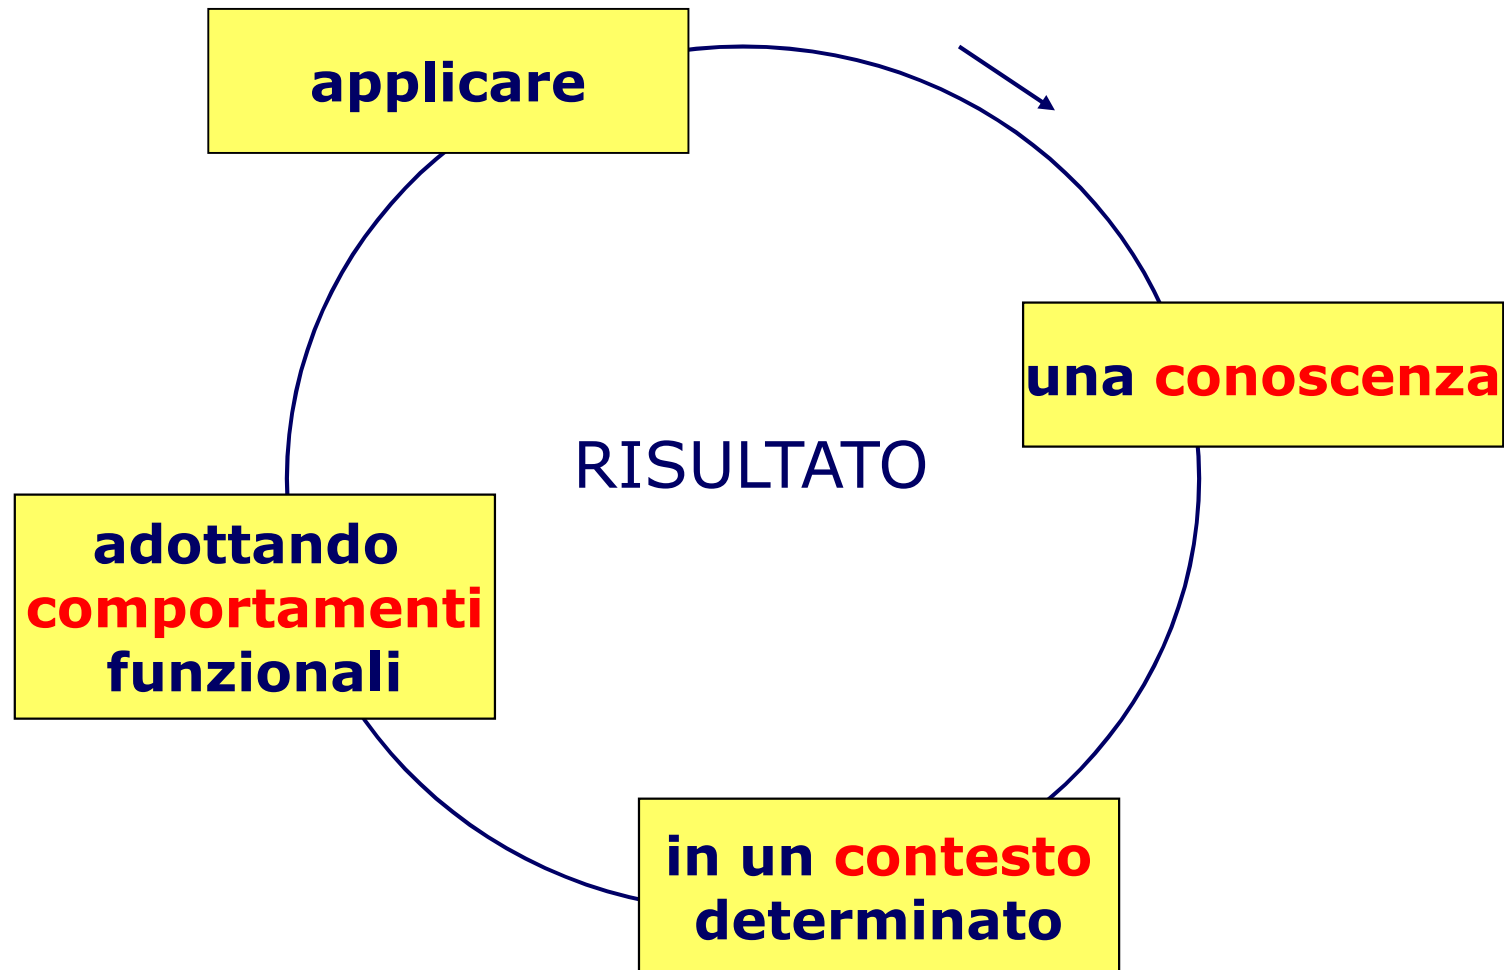 applicare
una conoscenza
RISULTATO
adottando
comportamenti
funzionali
in un contesto
determinato